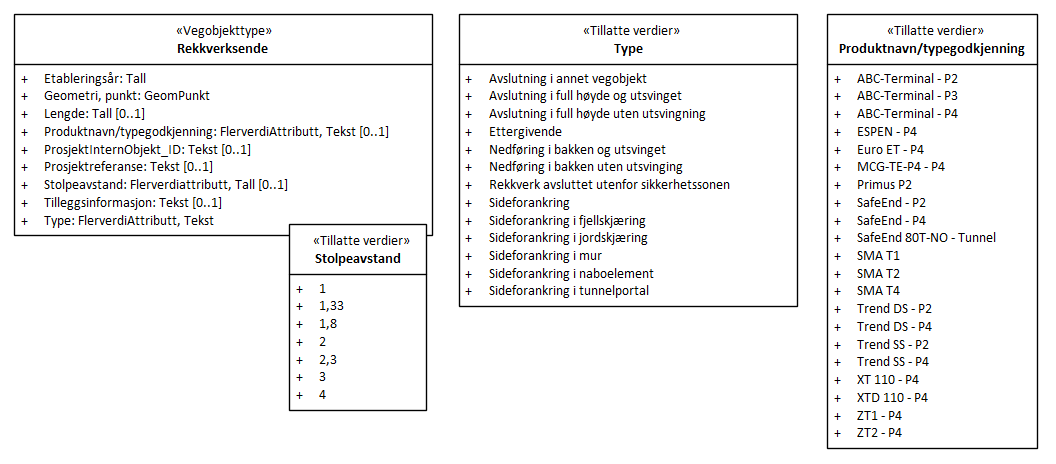 «Vegobjekttype»
Rekkverksende
+ Etableringsår: Tall
+ Geometri, punkt: GeomPunkt
+ Lengde: Tall [0..1]
+ Produktnavn/typegodkjenning: FlerverdiAttributt, Tekst [0..1]
+ ProsjektInternObjekt_ID: Tekst [0..1]
+ Prosjektreferanse: Tekst [0..1]
+ Stolpeavstand: Flerverdiattributt, Tall [0..1]
+ Tilleggsinformasjon: Tekst [0..1]
+ Type: FlerverdiAttributt, Tekst
«Tillatte verdier»
Stolpeavstand
+ 1
+ 1,33
+ 1,8
+ 2
+ 2,3
+ 3
+ 4
«Tillatte verdier»
Type
+ Avslutning i annet vegobjekt
+ Avslutning i full høyde og utsvinget
+ Avslutning i full høyde uten utsvingning
+ Ettergivende
+ Nedføring i bakken og utsvinget
+ Nedføring i bakken uten utsvinging
+ Rekkverk avsluttet utenfor sikkerhetssonen
+ Sideforankring
+ Sideforankring i fjellskjæring
+ Sideforankring i jordskjæring
+ Sideforankring i mur
+ Sideforankring i naboelement
+ Sideforankring i tunnelportal
«Tillatte verdier»
Produktnavn/typegodkjenning
+ ABC-Terminal - P2
+ ABC-Terminal - P3
+ ABC-Terminal - P4
+ ESPEN - P4
+ Euro ET - P4
+ MCG-TE-P4 - P4
+ Primus P2
+ SafeEnd - P2
+ SafeEnd - P4
+ SafeEnd 80T-NO - Tunnel
+ SMA T1
+ SMA T2
+ SMA T4
+ Trend DS - P2
+ Trend DS - P4
+ Trend SS - P2
+ Trend SS - P4
+ XT 110 - P4
+ XTD 110 - P4
+ ZT1 - P4
+ ZT2 - P4